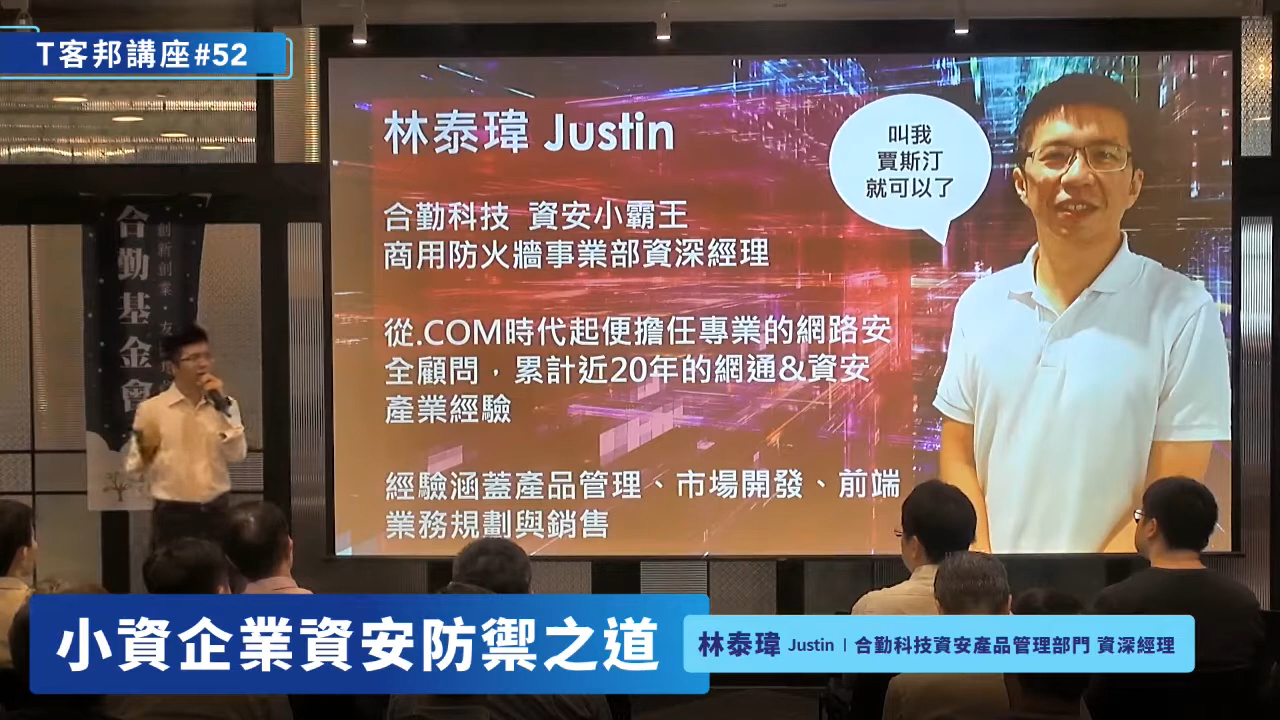 T客邦講座#52
林泰瑋 Justin
叫我
賈斯汀
就可以了
合勤科技 資安小霸王
商用防火牆事業部資深經理
從.COM時代起便擔任專業的網路安
全顧問，累計近20年的網通&資安
產業經驗
經驗涵蓋產品管理、市場開發、前端
業務規劃與銷售
合勤基金會
創新創業・友
小資企業資安防禦之道
林泰瑋 Justin | 合勤科技資安產品管理部門 資深經理